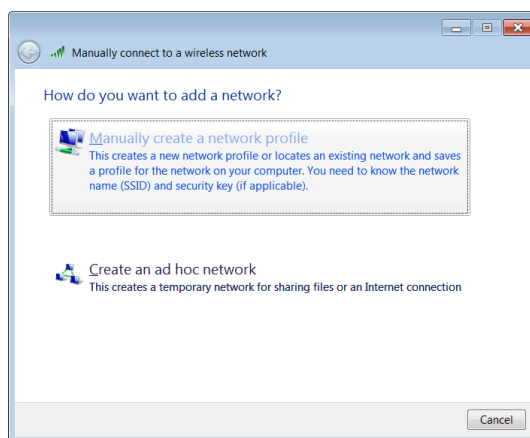 Manually connect to a wireless network
How do you want to add a network?
Manually create a network profile
This creates a new network profile or locates an existing network and saves
a profile for the network on your computer. You need to know the network
name (SSID) and security key (if applicable).
Create an ad hoc network
This creates a temporary network for sharing files or an Internet connection
Cancel